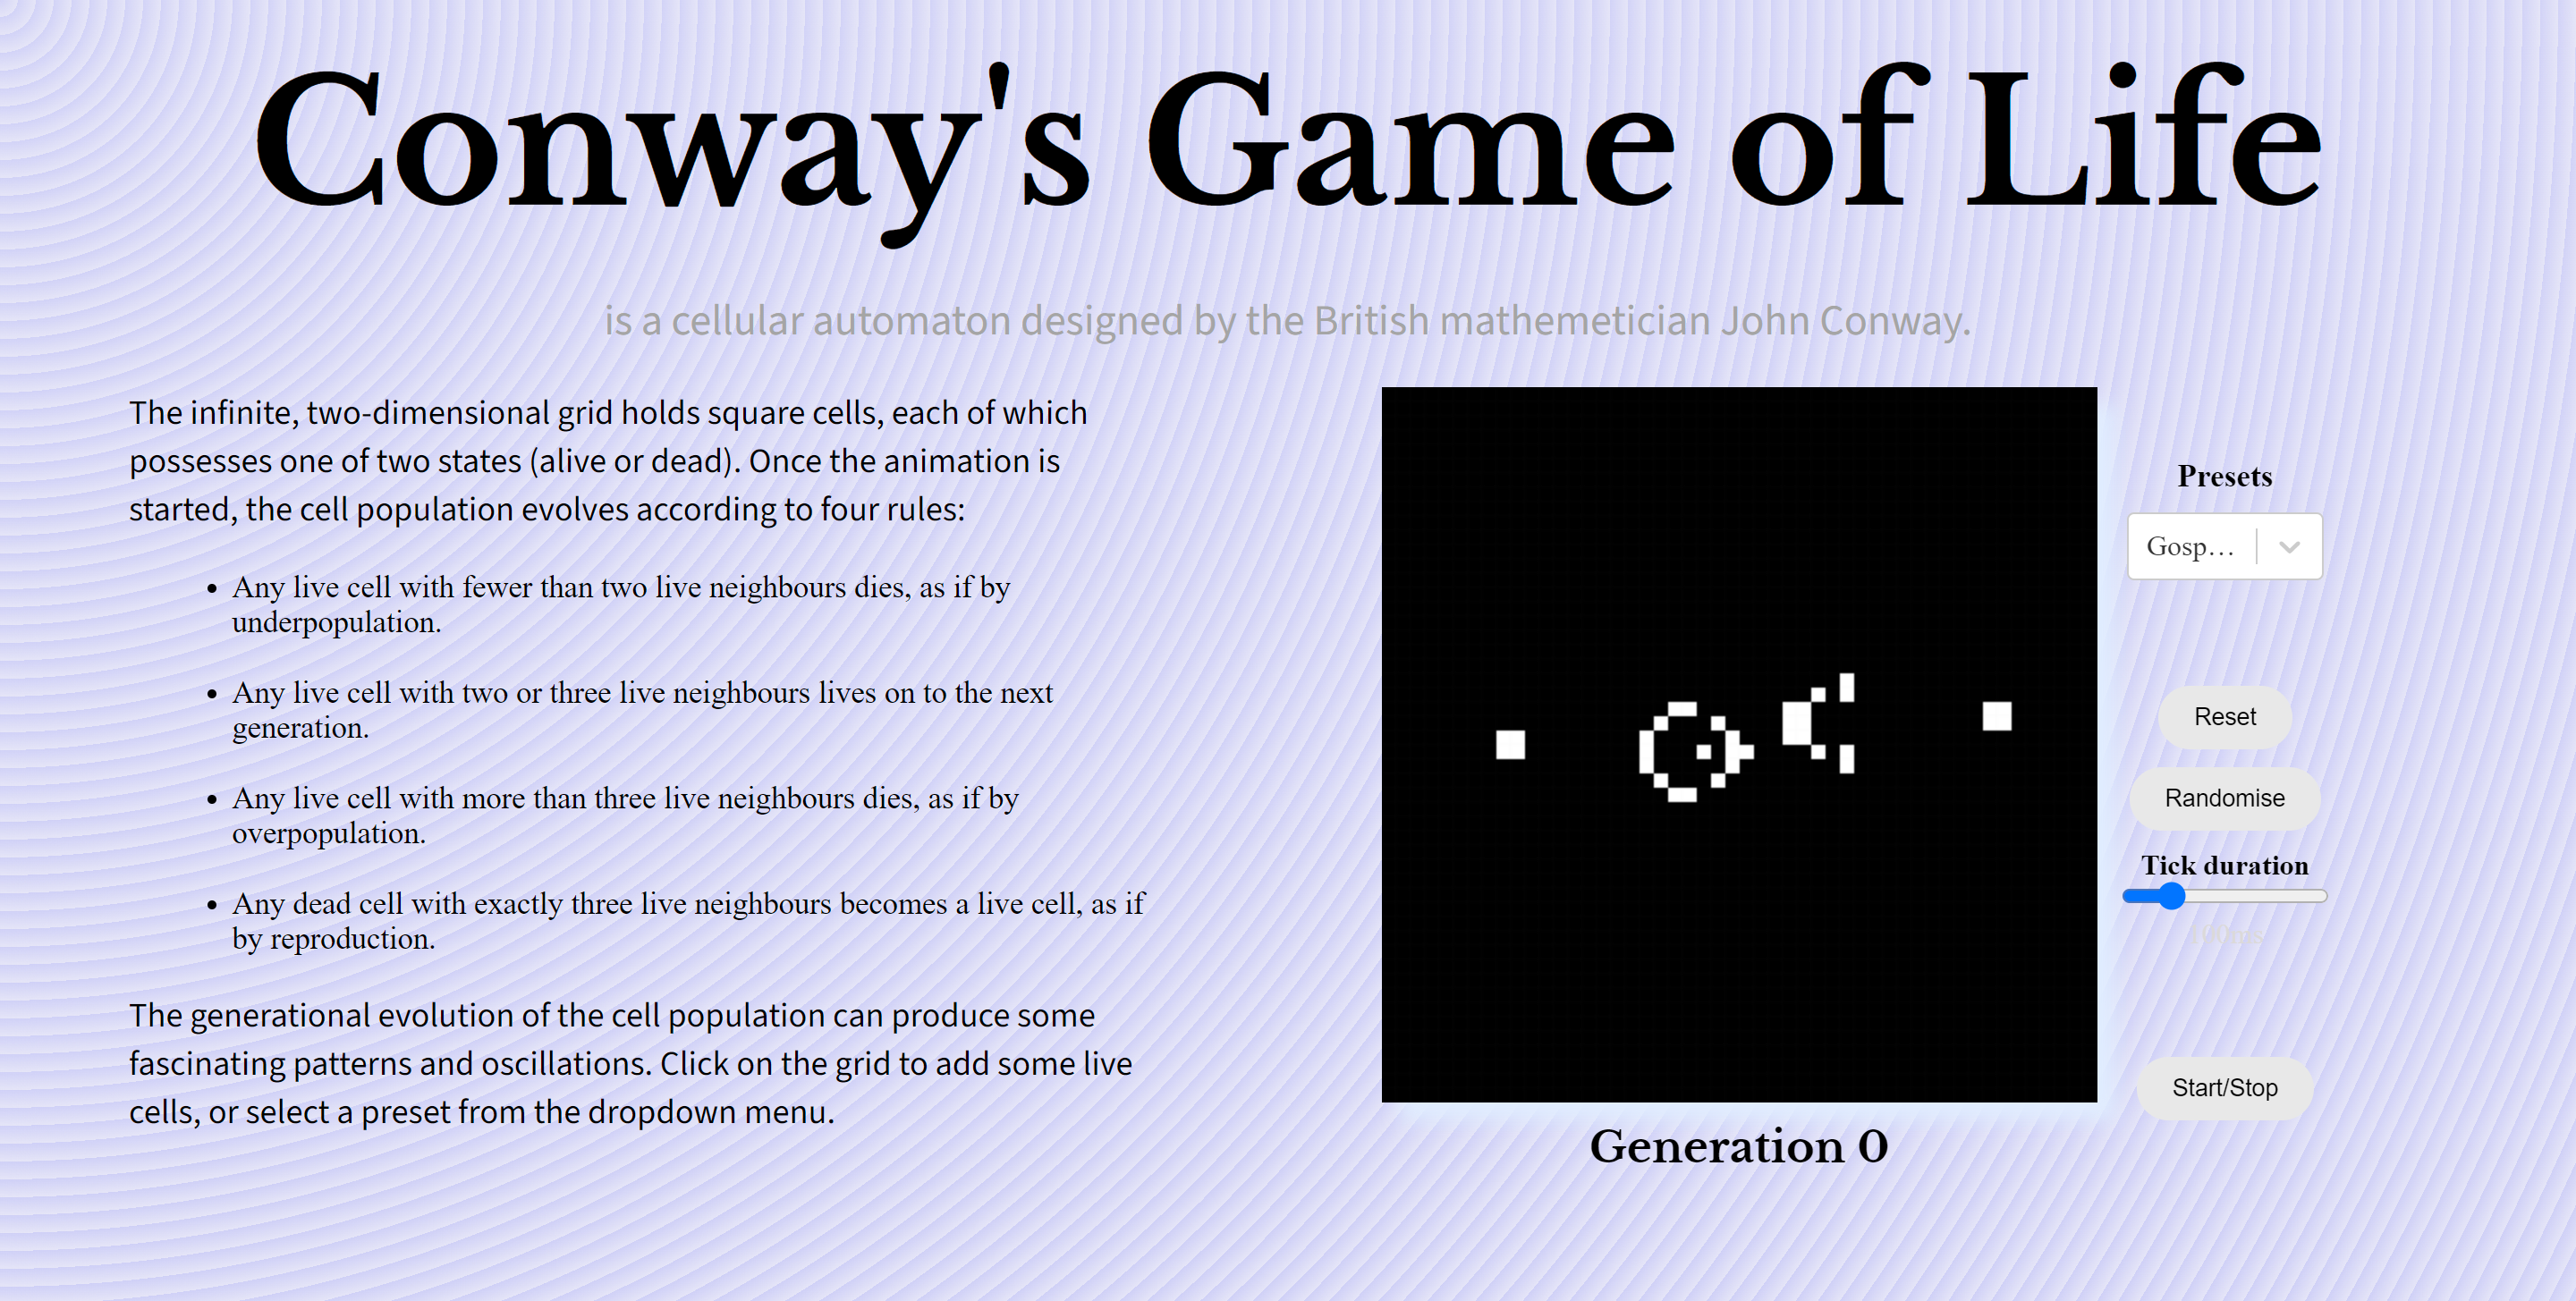 Conway's Game of Life
is a cellular automaton designed by the British mathemetician John Conway.
The infinite, two-dimensional grid holds square cells, each of which
possesses one of two states (alive or dead). Once the animation is
started, the cell population evolves according to four rules:
• Any live cell with fewer than two live neighbours dies, as if by
underpopulation.
• Any live cell with two or three live neighbours lives on to the next
generation.
• Any live cell with more than three live neighbours dies, as if by
overpopulation.
• Any dead cell with exactly three live neighbours becomes a live cell, as if
by reproduction.
The generational evolution of the cell population can produce some
fascinating patterns and oscillations. Click on the grid to add some live
cells, or select a preset from the dropdown menu.
Generation 0
Presets
Gosp...
Reset
Randomise
Tick duration
100ms
Start/Stop